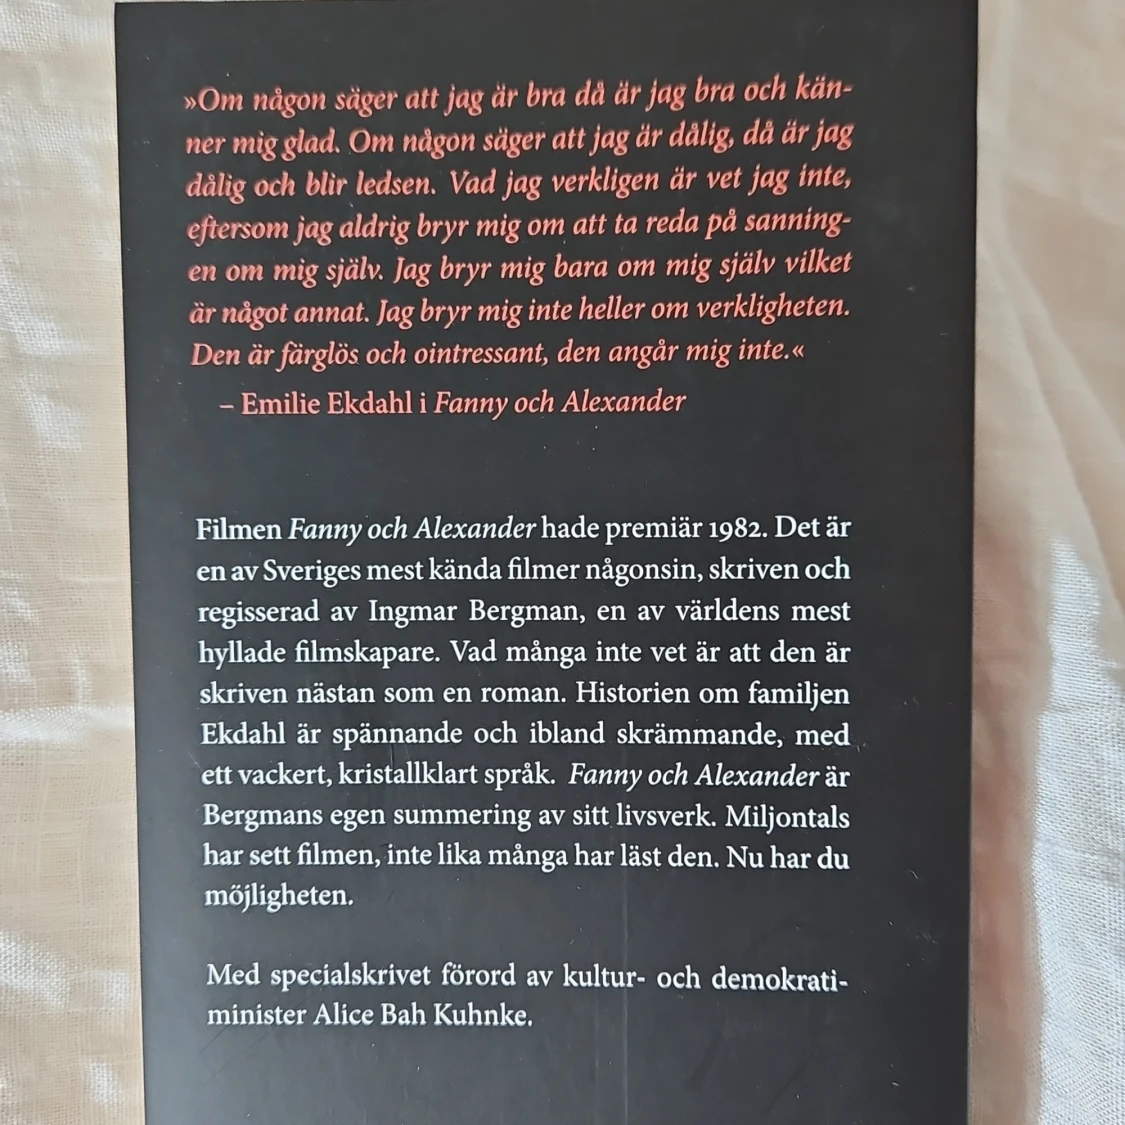 »Om någon säger att jag är bra då är jag bra och kän-
ner mig glad. Om någon säger att jag är dålig, då är jag
dålig och blir ledsen. Vad jag verkligen är vet jag inte,
eftersom jag aldrig bryr mig om att ta reda på sanning-
en om mig själv. Jag bryr mig bara om mig själv vilket
är något annat. Jag bryr mig inte heller om verkligheten.
Den är färglös och ointressant, den angår mig inte.«
– Emilie Ekdahl i Fanny och Alexander
Filmen Fanny och Alexander hade premiär 1982. Det är
en av Sveriges mest kända filmer någonsin, skriven och
regisserad av Ingmar Bergman, en av världens mest
hyllade filmskapare. Vad många inte vet är att den är
skriven nästan som en roman. Historien om familjen
Ekdahl är spännande och ibland skrämmande, med
ett vackert, kristallklart språk. Fanny och Alexander är
Bergmans egen summering av sitt livsverk. Miljontals
har sett filmen, inte lika många har läst den. Nu har du
möjligheten.
Med specialskrivet förord av kultur- och demokrati-
minister Alice Bah Kuhnke.